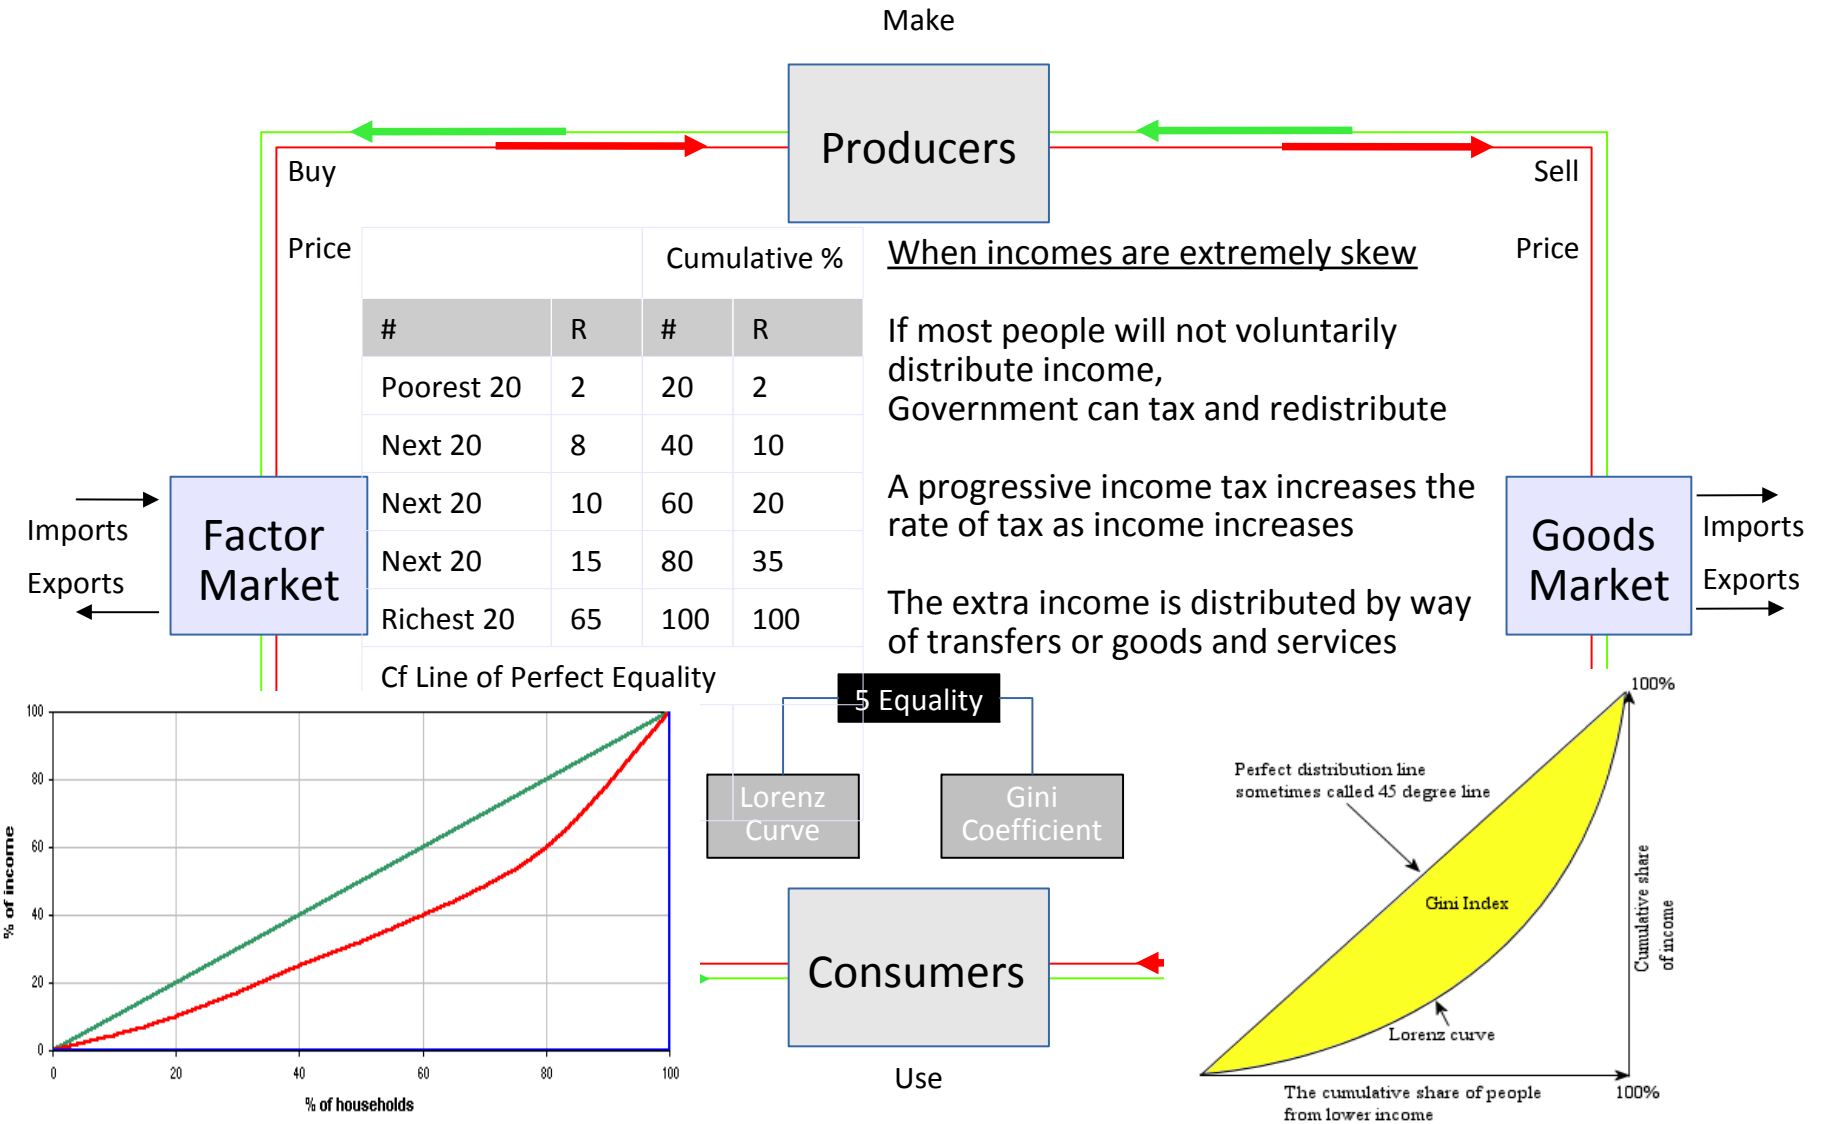 Make
Producers
Buy
Sell
Price
Price
Cumulative %
# R # R
Poorest 20 2 20 2
Next 20 8 40 10
Next 20 10 60 20
Next 20 15 80 35
Richest 20 65 100 100
Cf Line of Perfect Equality
When incomes are extremely skew
If most people will not voluntarily
distribute income,
Government can tax and redistribute
A progressive income tax increases the
rate of tax as income increases
The extra income is distributed by way
of transfers or goods and services
Imports
Exports
Factor
Market
Goods
Market
Imports
Exports
5 Equality
Lorenz
Curve
Gini
Coefficient
Consumers
Use
% of income
100
80
60
40
20
0
0 20 40 60 80 100
% of households
100%
Perfect distribution line
sometimes called 45 degree line
Gini Index
Lorenz curve
Cumulative share
of income
The cumulative share of people
from lower income
100%